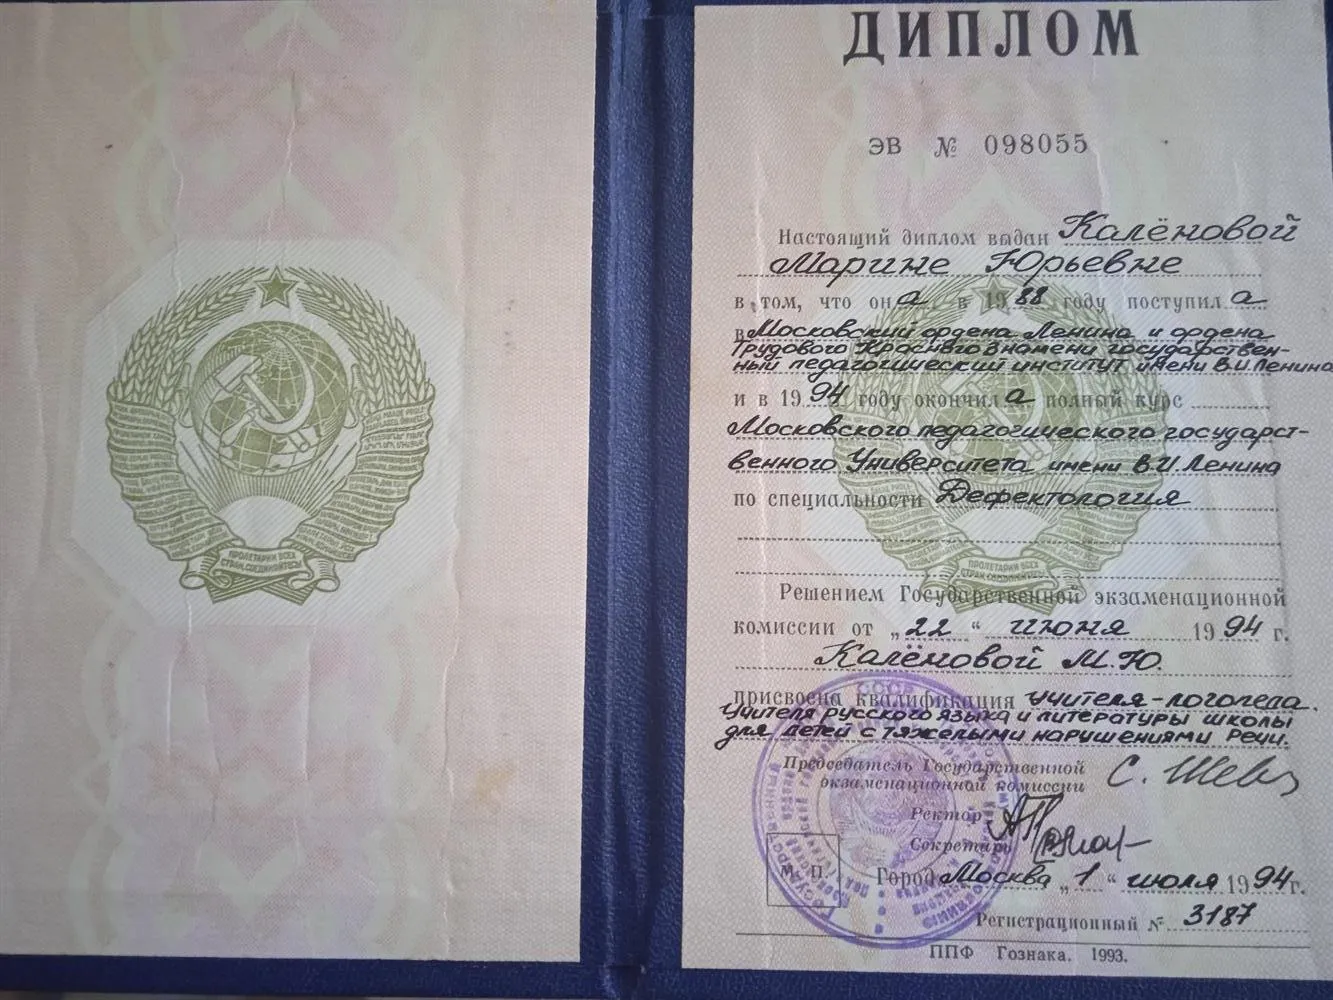 ПРОЛЕТАРИИ ВСЕХ
СТРАН, СОЕДИНЯЙТЕСЬ
ДИПЛОМ
ЭВ № 098055
Настоящий диплом выдан Калёновой
Марине Юрьевне
в том, что она в 1988 году поступила
в Московский ордена Ленина и ордена
Трудового Красного Знамени государствен-
ный педагогический институт имени В.И.Ленина
и в 1994 году окончила полный курс
Московского педагогического государст-
венного Университета имени В.И.Ленина
по специальности Дефектология
ПРОЛЕТАРИИ ВСЕХ
Решением Государственной экзаменационной
комиссии от „22“ июня 1994 г.
Калёновой М.Ю.
присвоена квалификация учителя-логопеда.
Учителя русского языка и литературы школы
для детей с тяжелыми нарушениями речи.
Председатель Государственной
экзаменационной комиссии
Ректор
Секретарь
М. П.
Город Москва „1“ июля 1994г.
Регистрационный № 3187
ППФ Гознака. 1993.